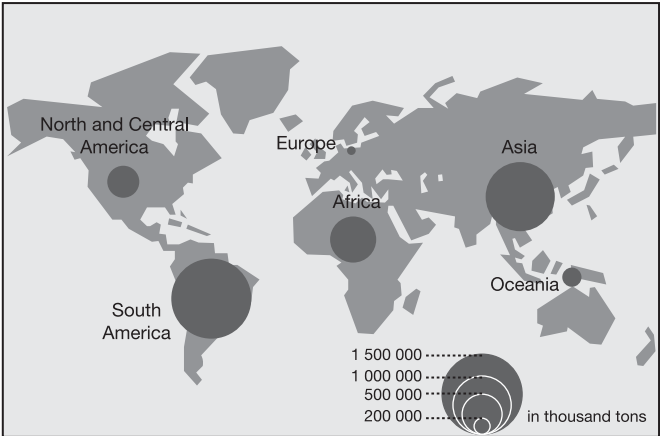 North and Central
America
Europe
Asia
Africa
Oceania
South
America
1 500 000
1 000 000
500 000
200 000
in thousand tons